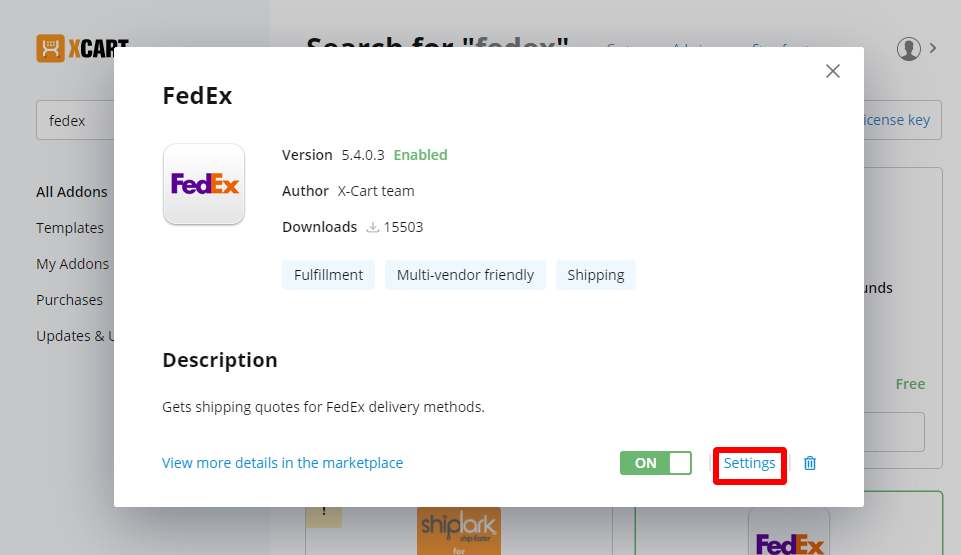 XCART
Search for "fedex"
fedex
icense key
FedEx
FedEx
Version 5.4.0.3 Enabled
Author X-Cart team
Downloads 15503
Fulfillment Multi-vendor friendly Shipping
All Addons
Templates
My Addons
Purchases
Updates & U
unds
Free
Description
Gets shipping quotes for FedEx delivery methods.
View more details in the marketplace
ON
Settings
!
shiplark
ship faster
for
FedEx